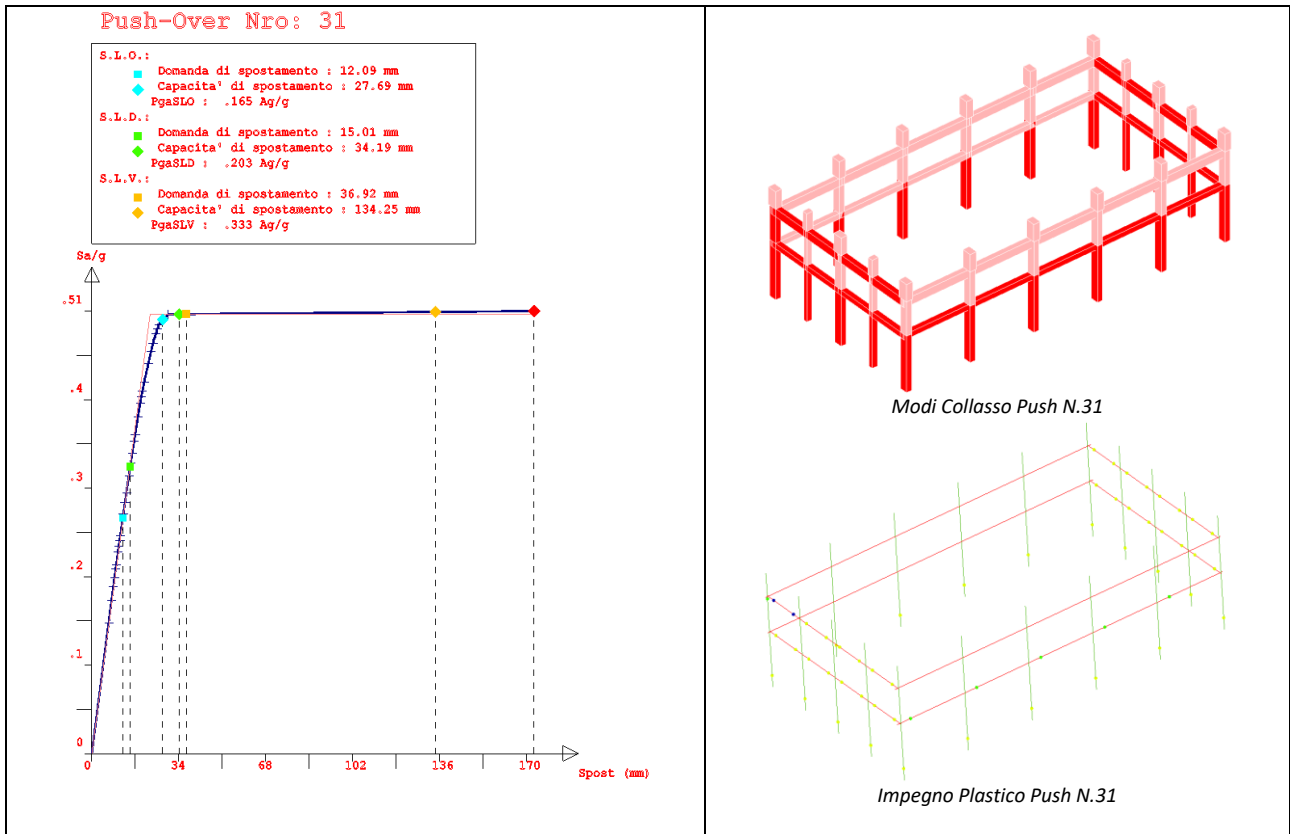 Push-Over Nro: 31
S.L.O.:
Domanda di spostamento : 12.09 mm
Capacita' di spostamento : 27.69 mm
PgaSLO : .165 Ag/g
S.L.D.:
Domanda di spostamento : 15.01 mm
Capacita' di spostamento : 34.19 mm
PgaSLD : .203 Ag/g
S.L.V.:
Domanda di spostamento : 36.92 mm
Capacita' di spostamento : 134.25 mm
PgaSLV : .333 Ag/g
Sa/g
.51
.4
.3
.2
.1
0
0 34 68 102 136 170
Spost (mm)
Modi Collasso Push N.31
Impegno Plastico Push N.31